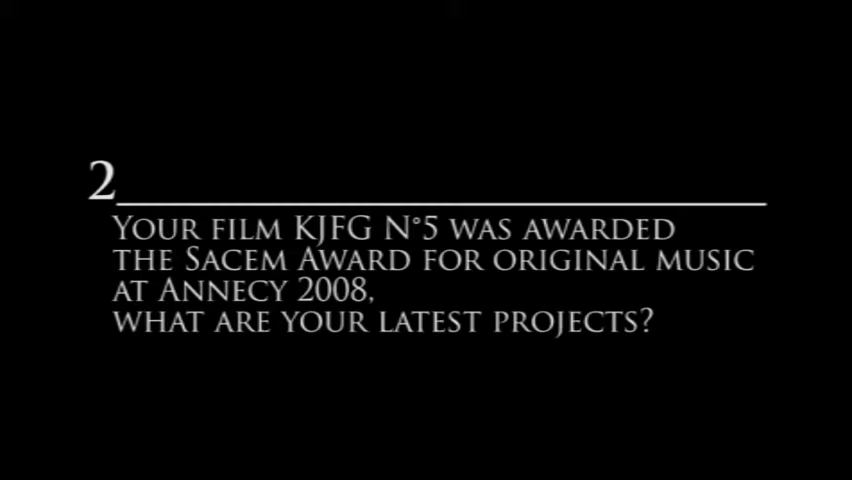 2
Your film KJFG N°5 was awarded
the Sacem Award for original music
at Annecy 2008,
what are your latest projects?